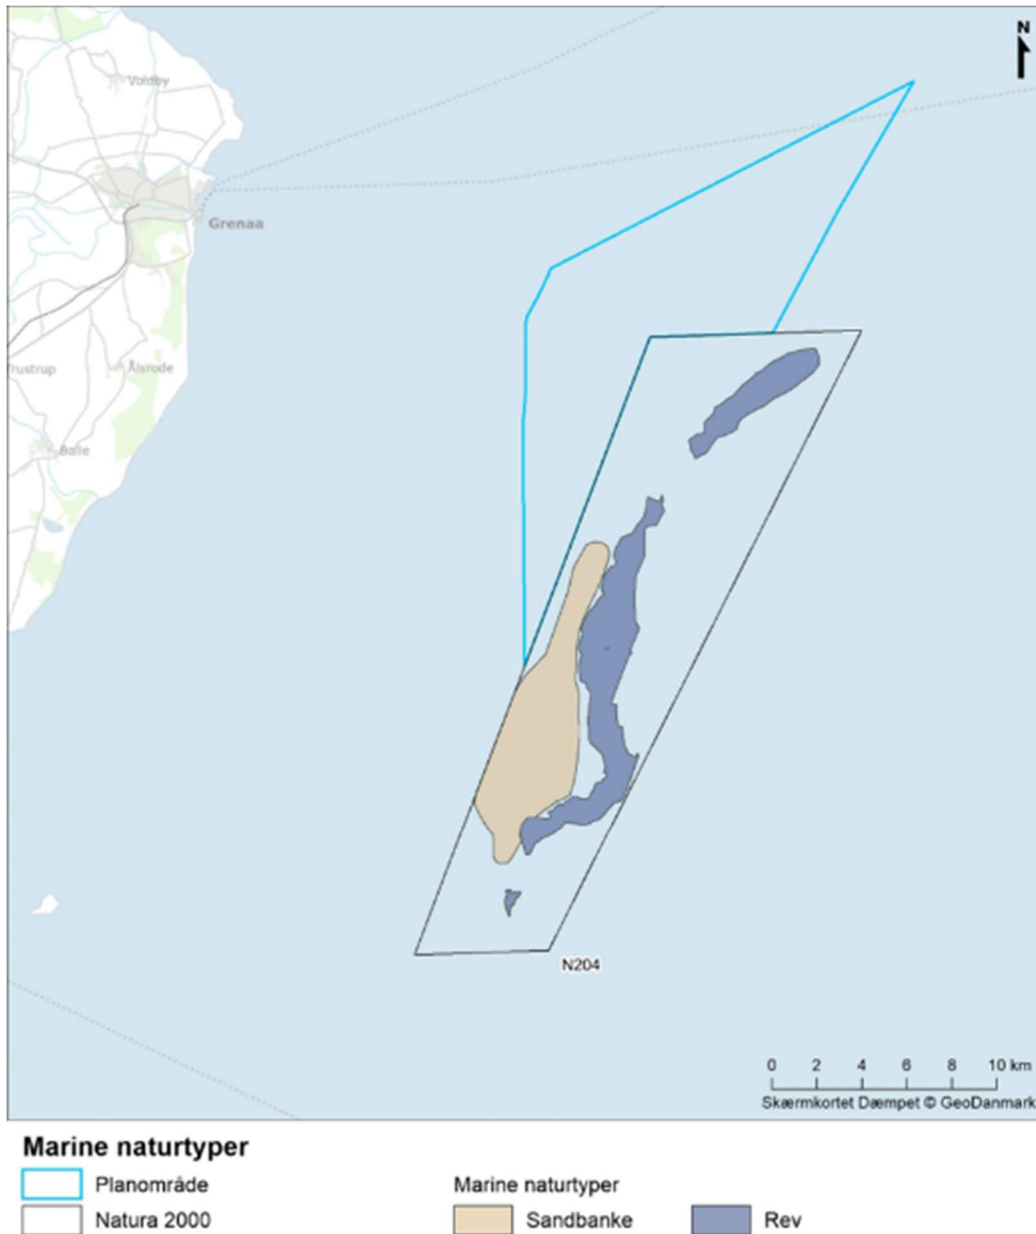 N
Voldby
Grenaa
Trustrup
Ålsrode
Balle
N204
0 2 4 6 8 10 km
Skærmkortet Dæmpet © GeoDanmark
Marine naturtyper
Planområde
Marine naturtyper
Natura 2000
Sandbanke
Rev